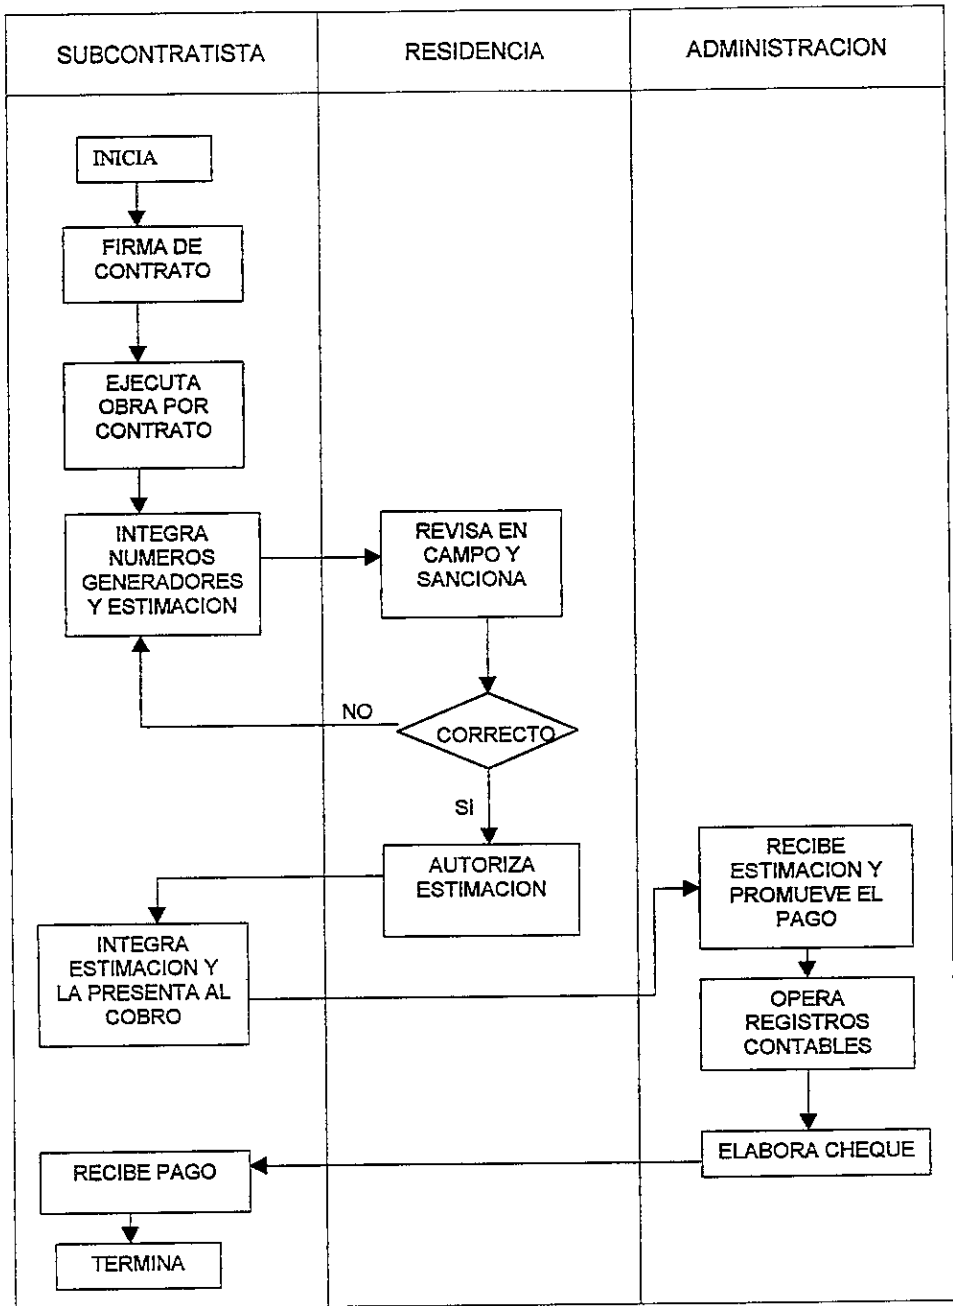 SUBCONTRATISTA
RESIDENCIA
ADMINISTRACION
INICIA
FIRMA DE
CONTRATO
EJECUTA
OBRA POR
CONTRATO
INTEGRA
NUMEROS
GENERADORES
Y ESTIMACION
REVISA EN
CAMPO Y
SANCIONA
NO
CORRECTO
SI
AUTORIZA
ESTIMACION
RECIBE
ESTIMACION Y
PROMUEVE EL
PAGO
INTEGRA
ESTIMACION Y
LA PRESENTA AL
COBRO
OPERA
REGISTROS
CONTABLES
ELABORA CHEQUE
RECIBE PAGO
TERMINA